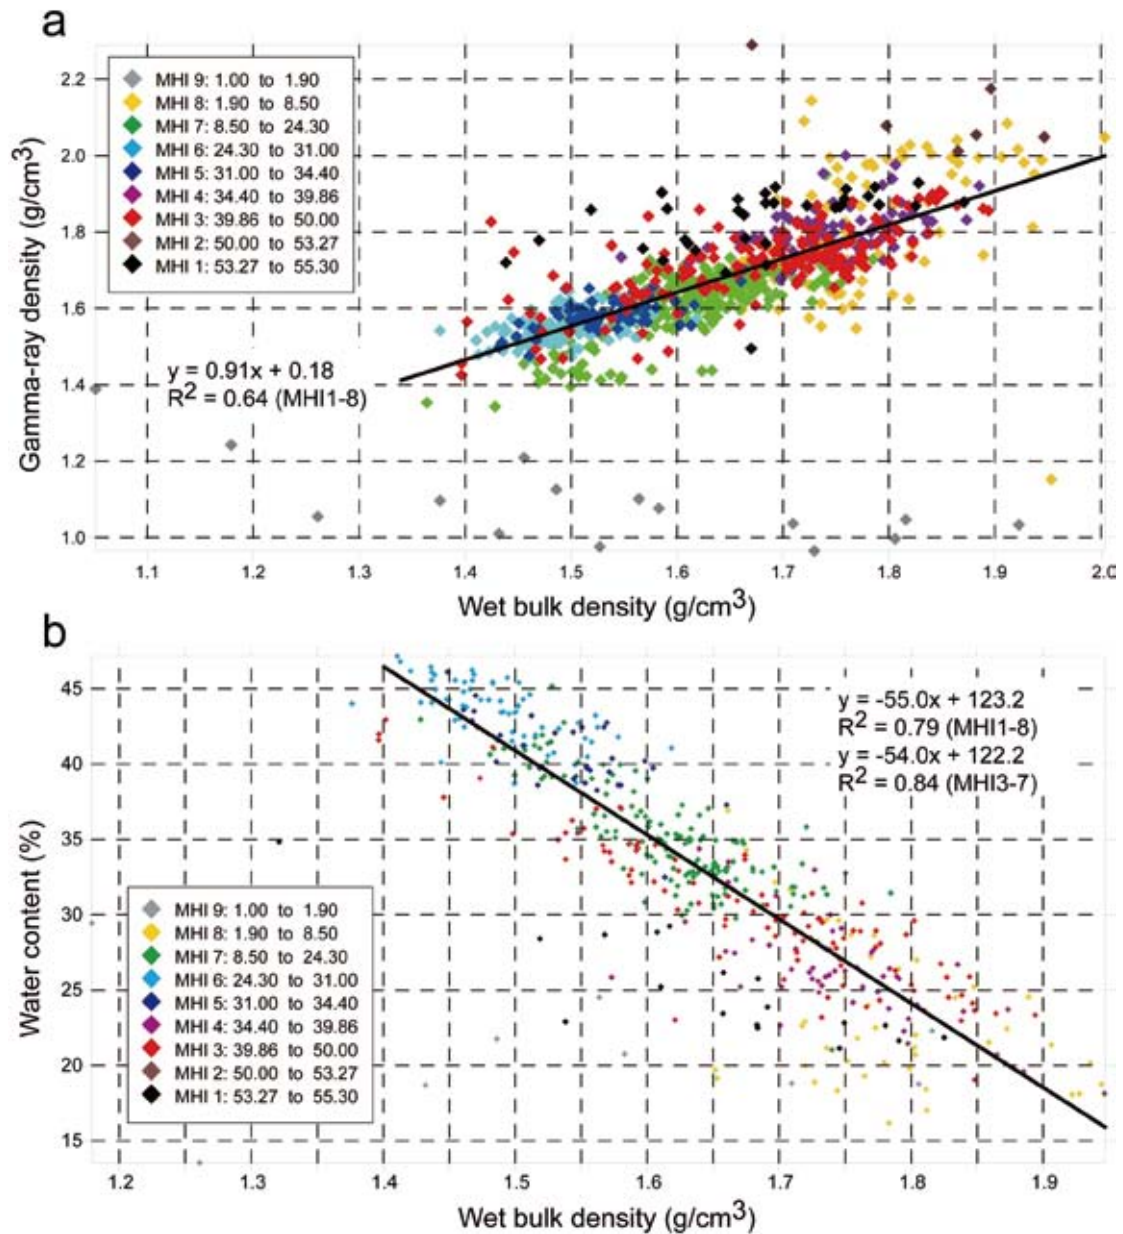 a
MHI 9: 1.00 to 1.90
MHI 8: 1.90 to 8.50
MHI 7: 8.50 to 24.30
MHI 6: 24.30 to 31.00
MHI 5: 31.00 to 34.40
MHI 4: 34.40 to 39.86
MHI 3: 39.86 to 50.00
MHI 2: 50.00 to 53.27
MHI 1: 53.27 to 55.30
2.2
2.0
1.8
1.6
1.4
1.2
1.0
Gamma-ray density (g/cm³)
y = 0.91x + 0.18
R² = 0.64 (MHI1-8)
1.1 1.2 1.3 1.4 1.5 1.6 1.7 1.8 1.9 2.0
Wet bulk density (g/cm³)
b
45
40
35
30
25
20
15
Water content (%)
y = -55.0x + 123.2
R² = 0.79 (MHI1-8)
y = -54.0x + 122.2
R² = 0.84 (MHI3-7)
MHI 9: 1.00 to 1.90
MHI 8: 1.90 to 8.50
MHI 7: 8.50 to 24.30
MHI 6: 24.30 to 31.00
MHI 5: 31.00 to 34.40
MHI 4: 34.40 to 39.86
MHI 3: 39.86 to 50.00
MHI 2: 50.00 to 53.27
MHI 1: 53.27 to 55.30
1.2 1.3 1.4 1.5 1.6 1.7 1.8 1.9
Wet bulk density (g/cm³)